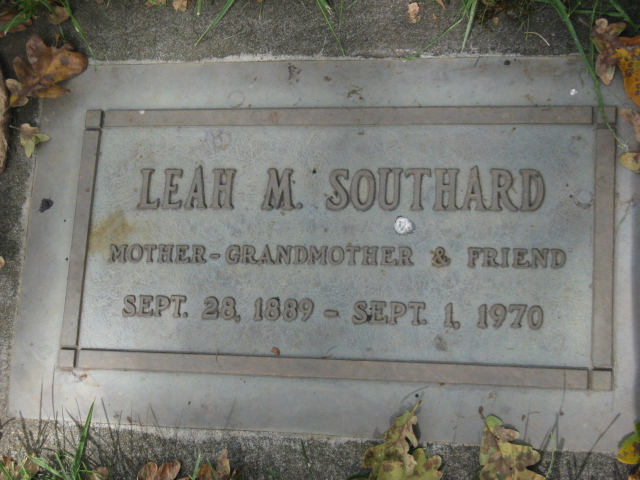 LEAH M. SOUTHARD
MOTHER-GRANDMOTHER & FRIEND
SEPT. 28, 1889 - SEPT. 1, 1970